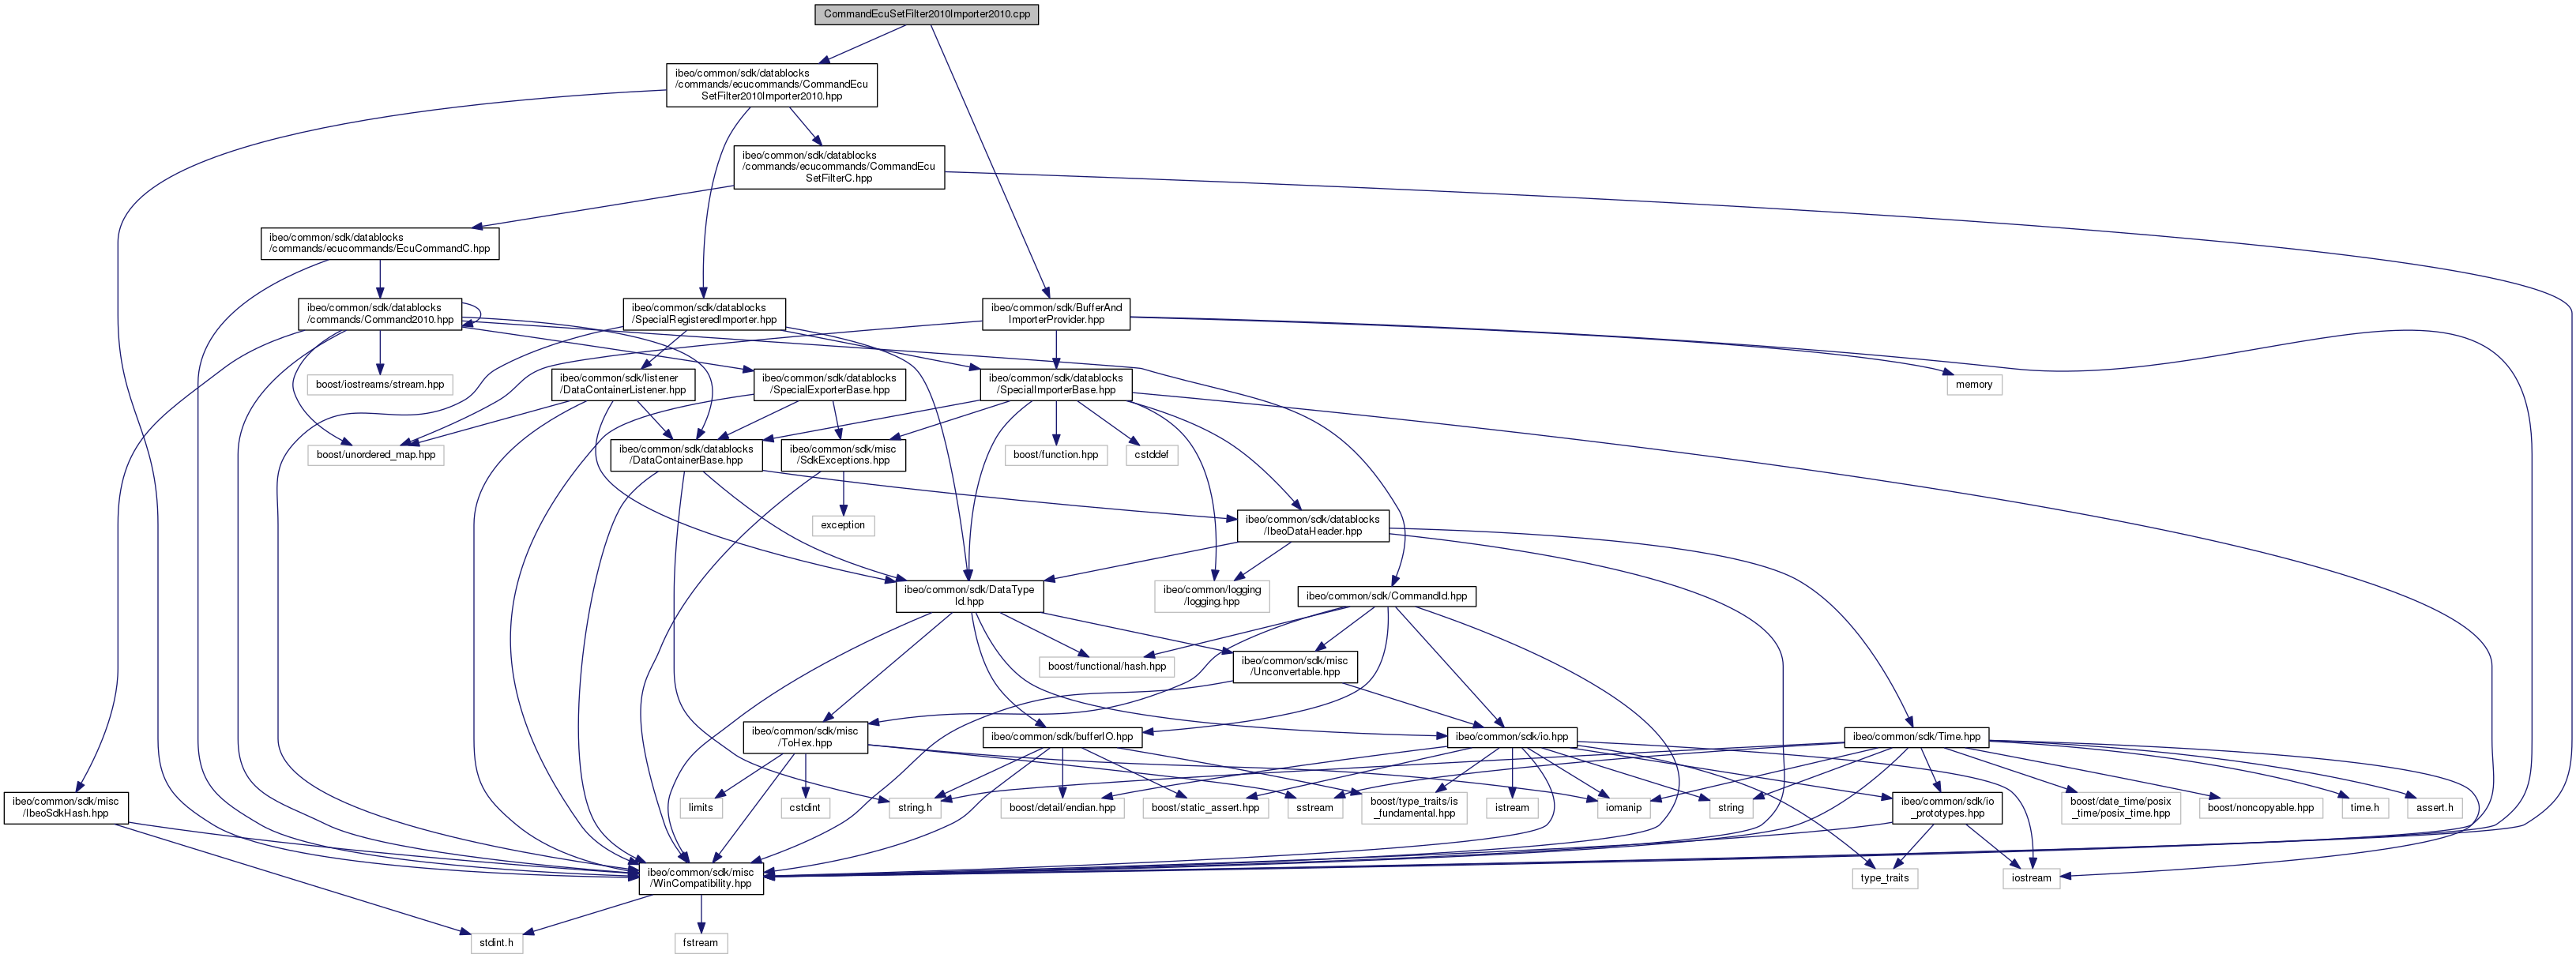 CommandEcuSetFilter2010Importer2010.cpp
ibeo/common/sdk/datablocks
/commands/ecucommands/CommandEcu
SetFilter2010Importer2010.hpp
ibeo/common/sdk/datablocks
/commands/ecucommands/CommandEcu
SetFilterC.hpp
ibeo/common/sdk/datablocks
/commands/ecucommands/EcuCommandC.hpp
ibeo/common/sdk/datablocks
/commands/Command2010.hpp
ibeo/common/sdk/datablocks
/SpecialRegisteredImporter.hpp
ibeo/common/sdk/BufferAnd
ImporterProvider.hpp
boost/iostreams/stream.hpp
ibeo/common/sdk/listener
/DataContainerListener.hpp
ibeo/common/sdk/datablocks
/SpecialExporterBase.hpp
ibeo/common/sdk/datablocks
/SpecialImporterBase.hpp
memory
boost/unordered_map.hpp
ibeo/common/sdk/datablocks
/DataContainerBase.hpp
ibeo/common/sdk/misc
/SdkExceptions.hpp
boost/function.hpp
cstddef
exception
ibeo/common/sdk/datablocks
/IbeoDataHeader.hpp
ibeo/common/sdk/DataType
Id.hpp
ibeo/common/logging
/logging.hpp
ibeo/common/sdk/CommandId.hpp
boost/functional/hash.hpp
ibeo/common/sdk/misc
/Unconvertable.hpp
ibeo/common/sdk/misc
/ToHex.hpp
ibeo/common/sdk/bufferIO.hpp
ibeo/common/sdk/io.hpp
ibeo/common/sdk/Time.hpp
ibeo/common/sdk/misc
/IbeoSdkHash.hpp
limits
cstdint
string.h
boost/detail/endian.hpp
boost/static_assert.hpp
sstream
boost/type_traits/is
_fundamental.hpp
istream
iomanip
string
ibeo/common/sdk/io
_prototypes.hpp
boost/date_time/posix
_time/posix_time.hpp
boost/noncopyable.hpp
time.h
assert.h
ibeo/common/sdk/misc
/WinCompatibility.hpp
type_traits
iostream
stdint.h
fstream